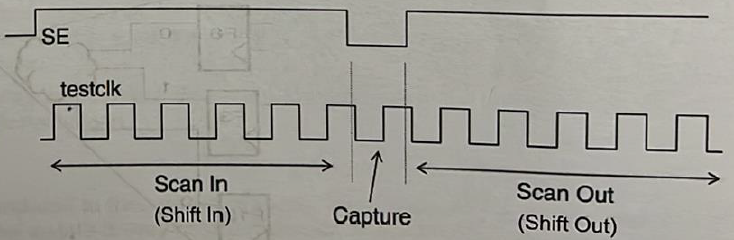 SE
testclk
Scan In
(Shift In)
Capture
Scan Out
(Shift Out)